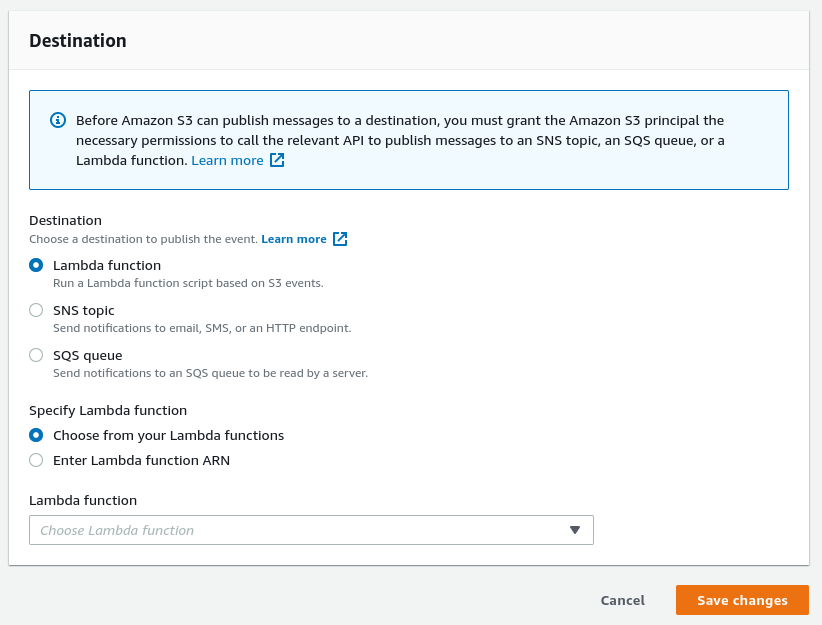 Destination
Before Amazon S3 can publish messages to a destination, you must grant the Amazon S3 principal the
necessary permissions to call the relevant API to publish messages to an SNS topic, an SQS queue, or a
Lambda function. Learn more
Destination
Choose a destination to publish the event. Learn more
Lambda function
Run a Lambda function script based on S3 events.
SNS topic
Send notifications to email, SMS, or an HTTP endpoint.
SQS queue
Send notifications to an SQS queue to be read by a server.
Specify Lambda function
Choose from your Lambda functions
Enter Lambda function ARN
Lambda function
Choose Lambda function
Cancel
Save changes